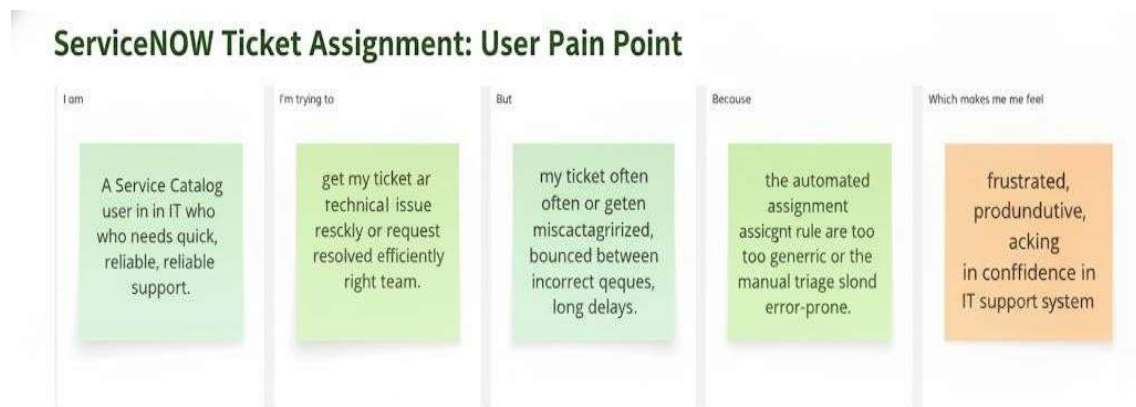 ServiceNOW Ticket Assignment: User Pain Point
I am
A Service Catalog
user in in IT who
who needs quick,
reliable, reliable
support.
I'm trying to
get my ticket ar
rechnical issue
resckly or request
resolved efficiently
right team.
But
my ticket often
often or geten
miscactagrirized,
bounced between
incorrect qeques,
long delays.
Becouse
the automated
assignment
assicgnt rule are too
too generric or the
manual triage slond
error-prone.
Which mokes me me feel
frustrated,
produndutive,
acking
in conffidence in
IT support system